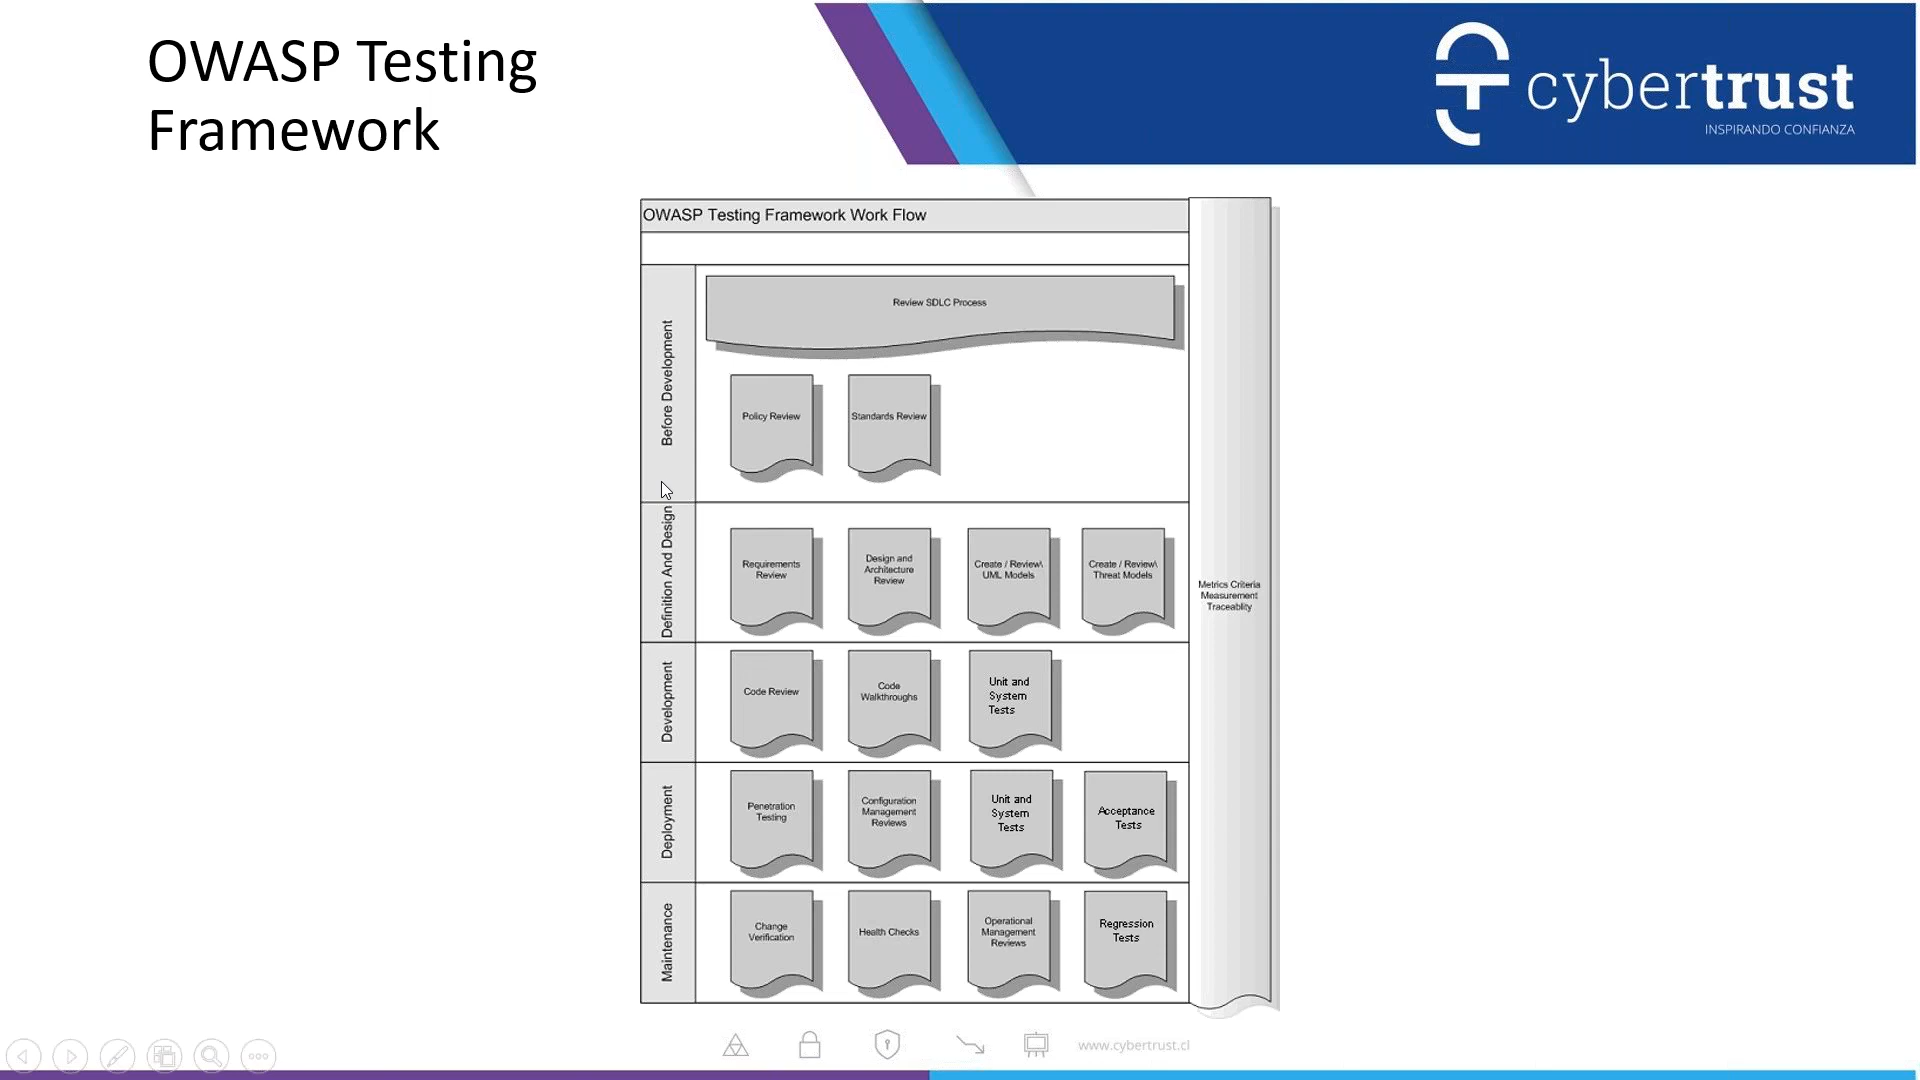 OWASP Testing
Framework
cybertrust
INSPIRANDO CONFIANZA
OWASP Testing Framework Work Flow
Before Development
Review SDLC Process
Policy Review
Standards Review
Definition And Design
Requirements
Review
Design and
Architecture
Review
Create / Review\
UML Models
Create / Review\
Threat Models
Metrics Criteria
Measurement
Traceablity
Development
Code Review
Code
Walkthroughs
Unit and
System
Tests
Deployment
Penetration
Testing
Configuration
Management
Reviews
Unit and
System
Tests
Acceptance
Tests
Maintenance
Change
Verification
Health Checks
Operational
Management
Reviews
Regression
Tests
www.cybertrust.cl